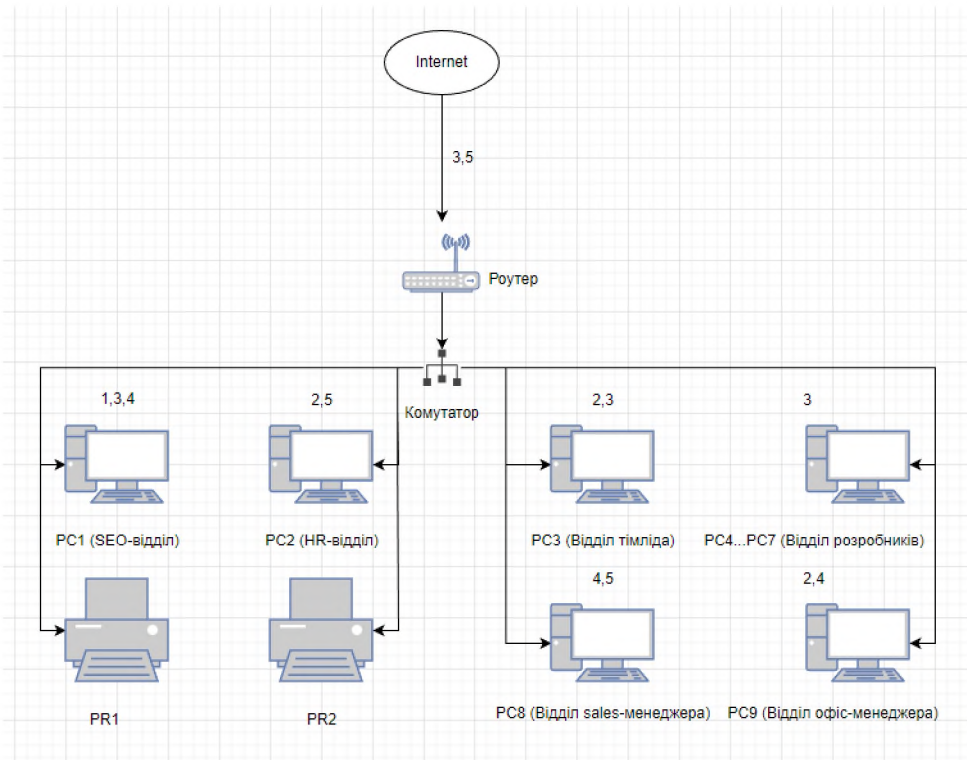 Internet
3,5
Роутер
Комутатор
1,3,4
2,5
2,3
3
PC1 (SEO-відділ)
PC2 (HR-відділ)
PC3 (Відділ тімліда)
PC4...PC7 (Відділ розробників)
4,5
2,4
PR1
PR2
PC8 (Відділ sales-менеджера)
PC9 (Відділ офіс-менеджера)